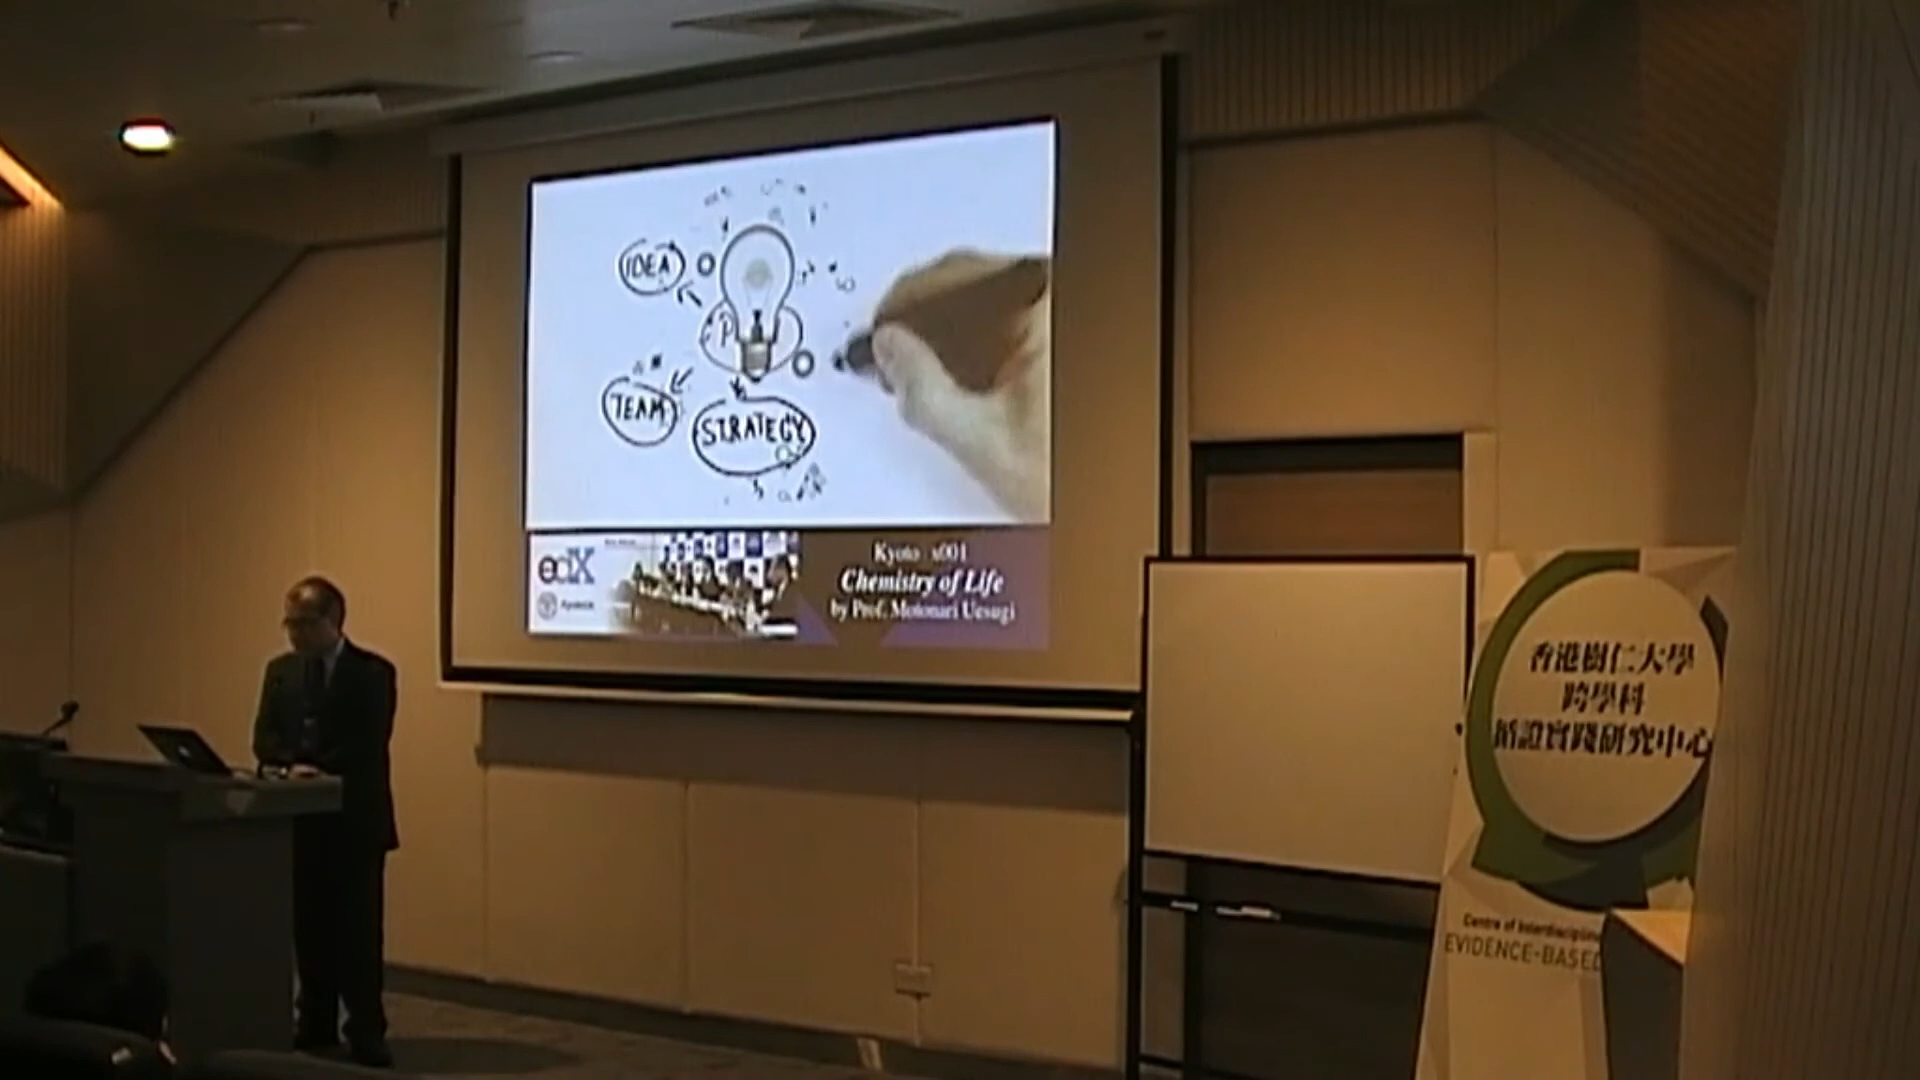 IDEA
TEAM
STRATEGY
edX
Kyoto x001
Chemistry of Life
by Prof. Motonari Uesugi
香港樹仁大學
跨學科
循證實踐研究中心
Centre of Interdisciplin
EVIDENCE-BASED